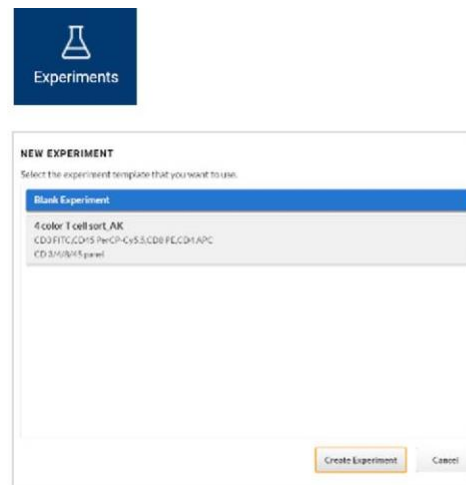 Experiments
NEW EXPERIMENT
Select the experiment template that you want to use.
Blank Experiment
4 color T cell sort_AK
CD3 FITC,CD45 PerCP-Cy5.5,CD8 PE,CD4 APC
CD 3/4/8/45 panel
Create Experiment Cancel